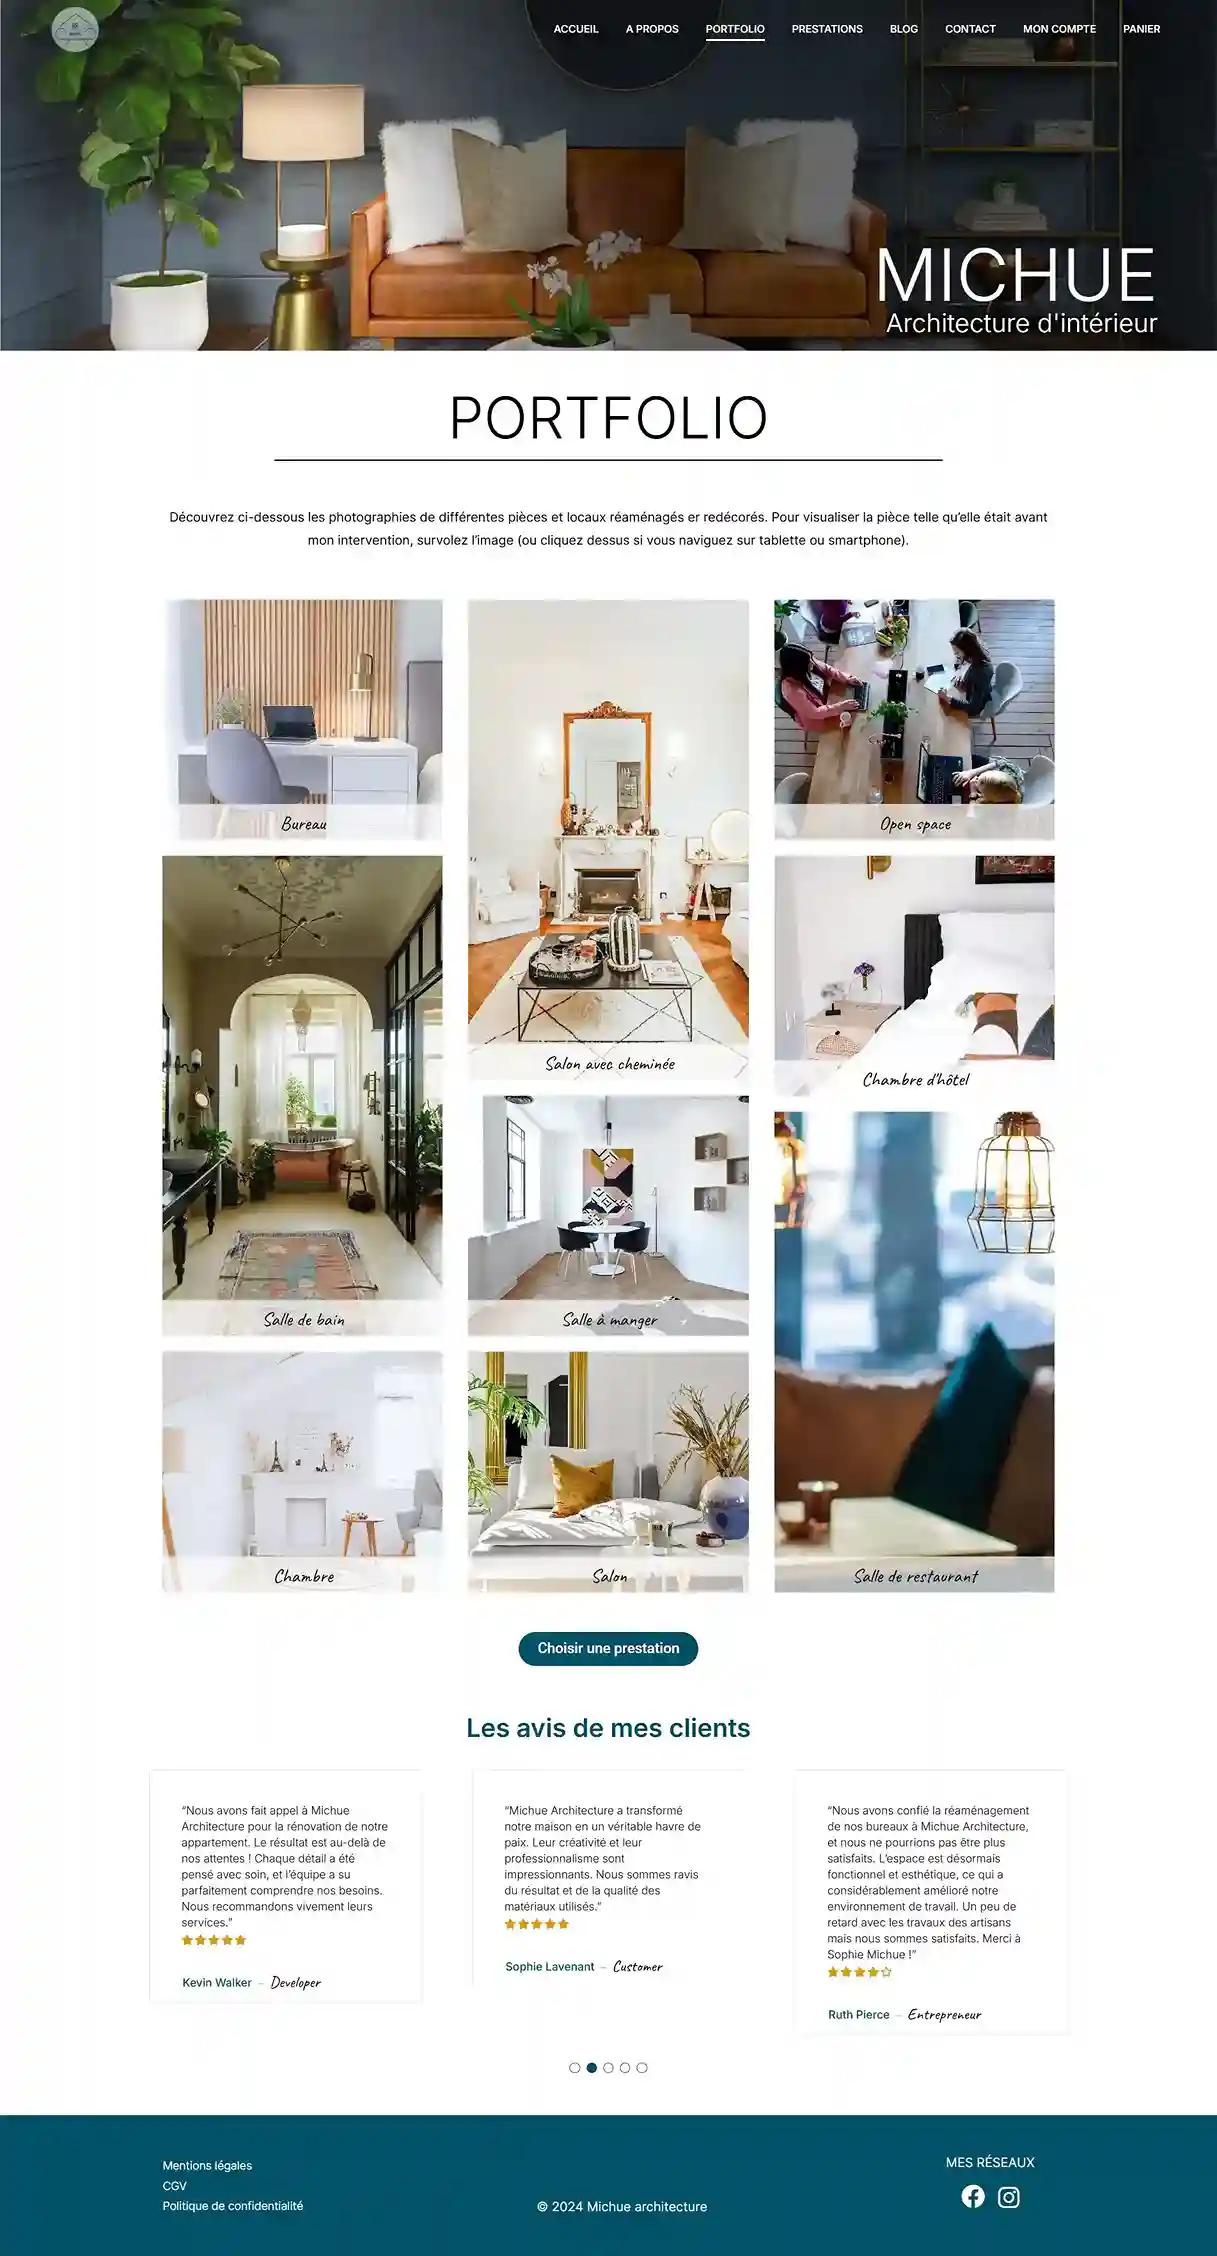 ACCUEIL A PROPOS PORTFOLIO PRESTATIONS BLOG CONTACT MON COMPTE PANIER
MICHUE
Architecture d'intérieur
PORTFOLIO
Découvrez ci-dessous les photographies de différentes pièces et locaux réaménagés er redécorés. Pour visualiser la pièce telle qu'elle était avant
mon intervention, survolez l'image (ou cliquez dessus si vous naviguez sur tablette ou smartphone).
Bureau
Open space
Salon avec cheminée
Chambre d'hôtel
Salle de bain
Salle à manger
Chambre
Salon
Salle de restaurant
Choisir une prestation
Les avis de mes clients
“Nous avons fait appel à Michue
Architecture pour la rénovation de notre
appartement. Le résultat est au-delà de
nos attentes ! Chaque détail a été
pensé avec soin, et l'équipe a su
parfaitement comprendre nos besoins.
Nous recommandons vivement leurs
services.”
Kevin Walker – Developer
“Michue Architecture a transformé
notre maison en un véritable havre de
paix. Leur créativité et leur
professionnalisme sont
impressionnants. Nous sommes ravis
du résultat et de la qualité des
matériaux utilisés.”
Sophie Lavenant – Customer
“Nous avons confié la réaménagement
de nos bureaux à Michue Architecture,
et nous ne pourrions pas être plus
satisfaits. L'espace est désormais
fonctionnel et esthétique, ce qui a
considérablement amélioré notre
environnement de travail. Un peu de
retard avec les travaux des artisans
mais nous sommes satisfaits. Merci à
Sophie Michue !”
Ruth Pierce – Entrepreneur
Mentions légales
CGV
Politique de confidentialité
© 2024 Michue architecture
MES RÉSEAUX